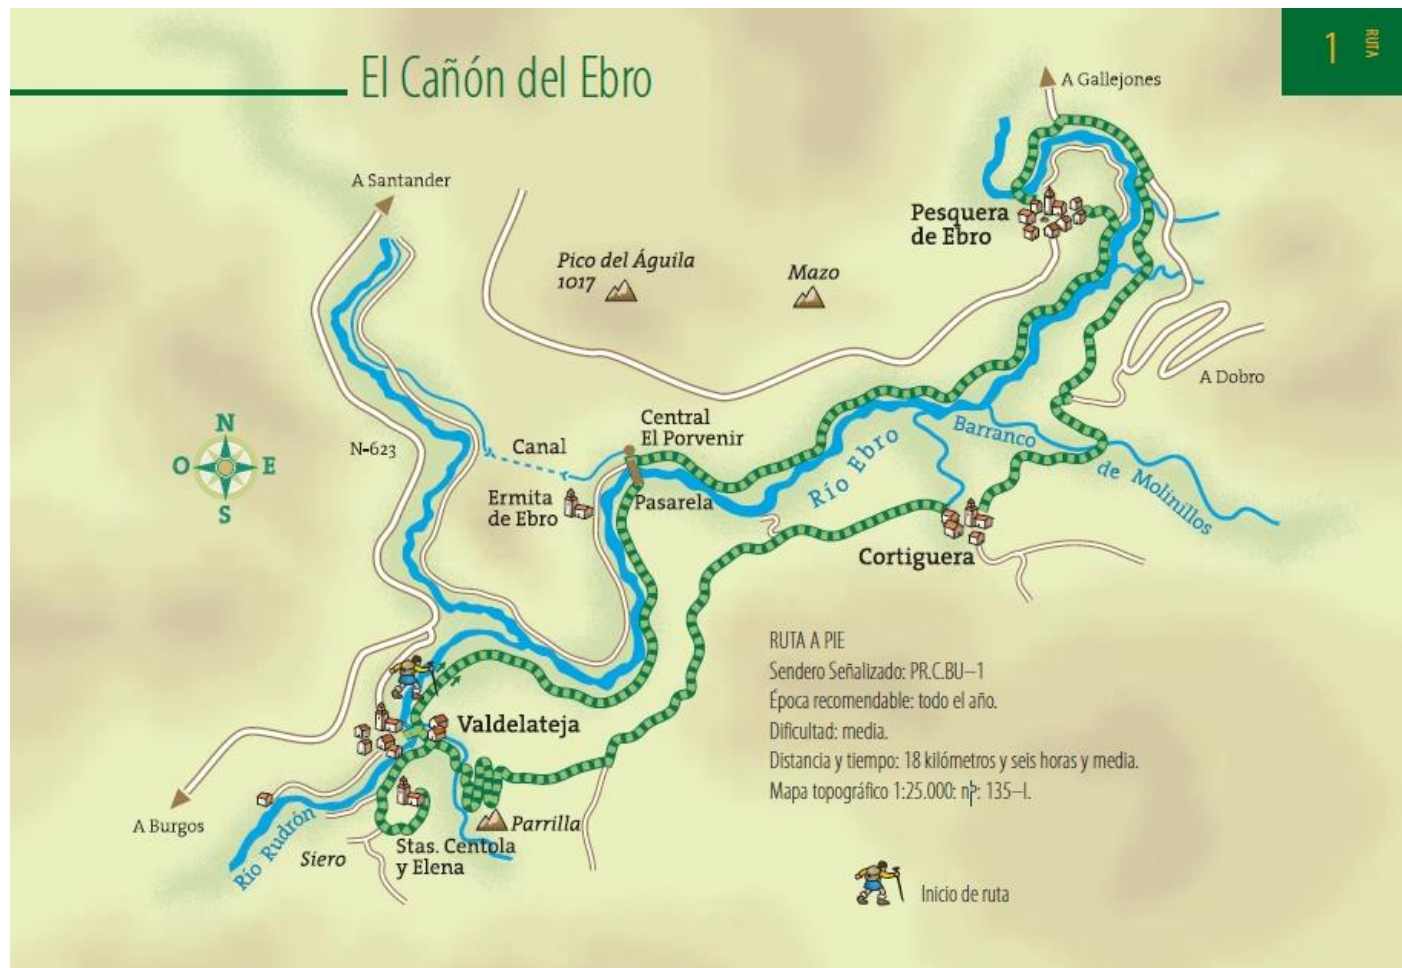 El Cañón del Ebro
1
RUTA
A Gallejones
A Santander
Pesquera
de Ebro
Pico del Águila
1017
Mazo
A Dobro
Central
El Porvenir
N-623
Canal
Barranco
de Molinillos
Río Ebro
N
O
E
S
Ermita
de Ebro
Pasarela
Cortiguera
RUTA A PIE
Sendero Señalizado: PR.C.BU–1
Época recomendable: todo el año.
Dificultad: media.
Distancia y tiempo: 18 kilómetros y seis horas y media.
Mapa topográfico 1:25.000: nº: 135–I.
Valdelateja
A Burgos
Río Rudrón
Siero
Parrilla
Stas. Centola
y Elena
Inicio de ruta